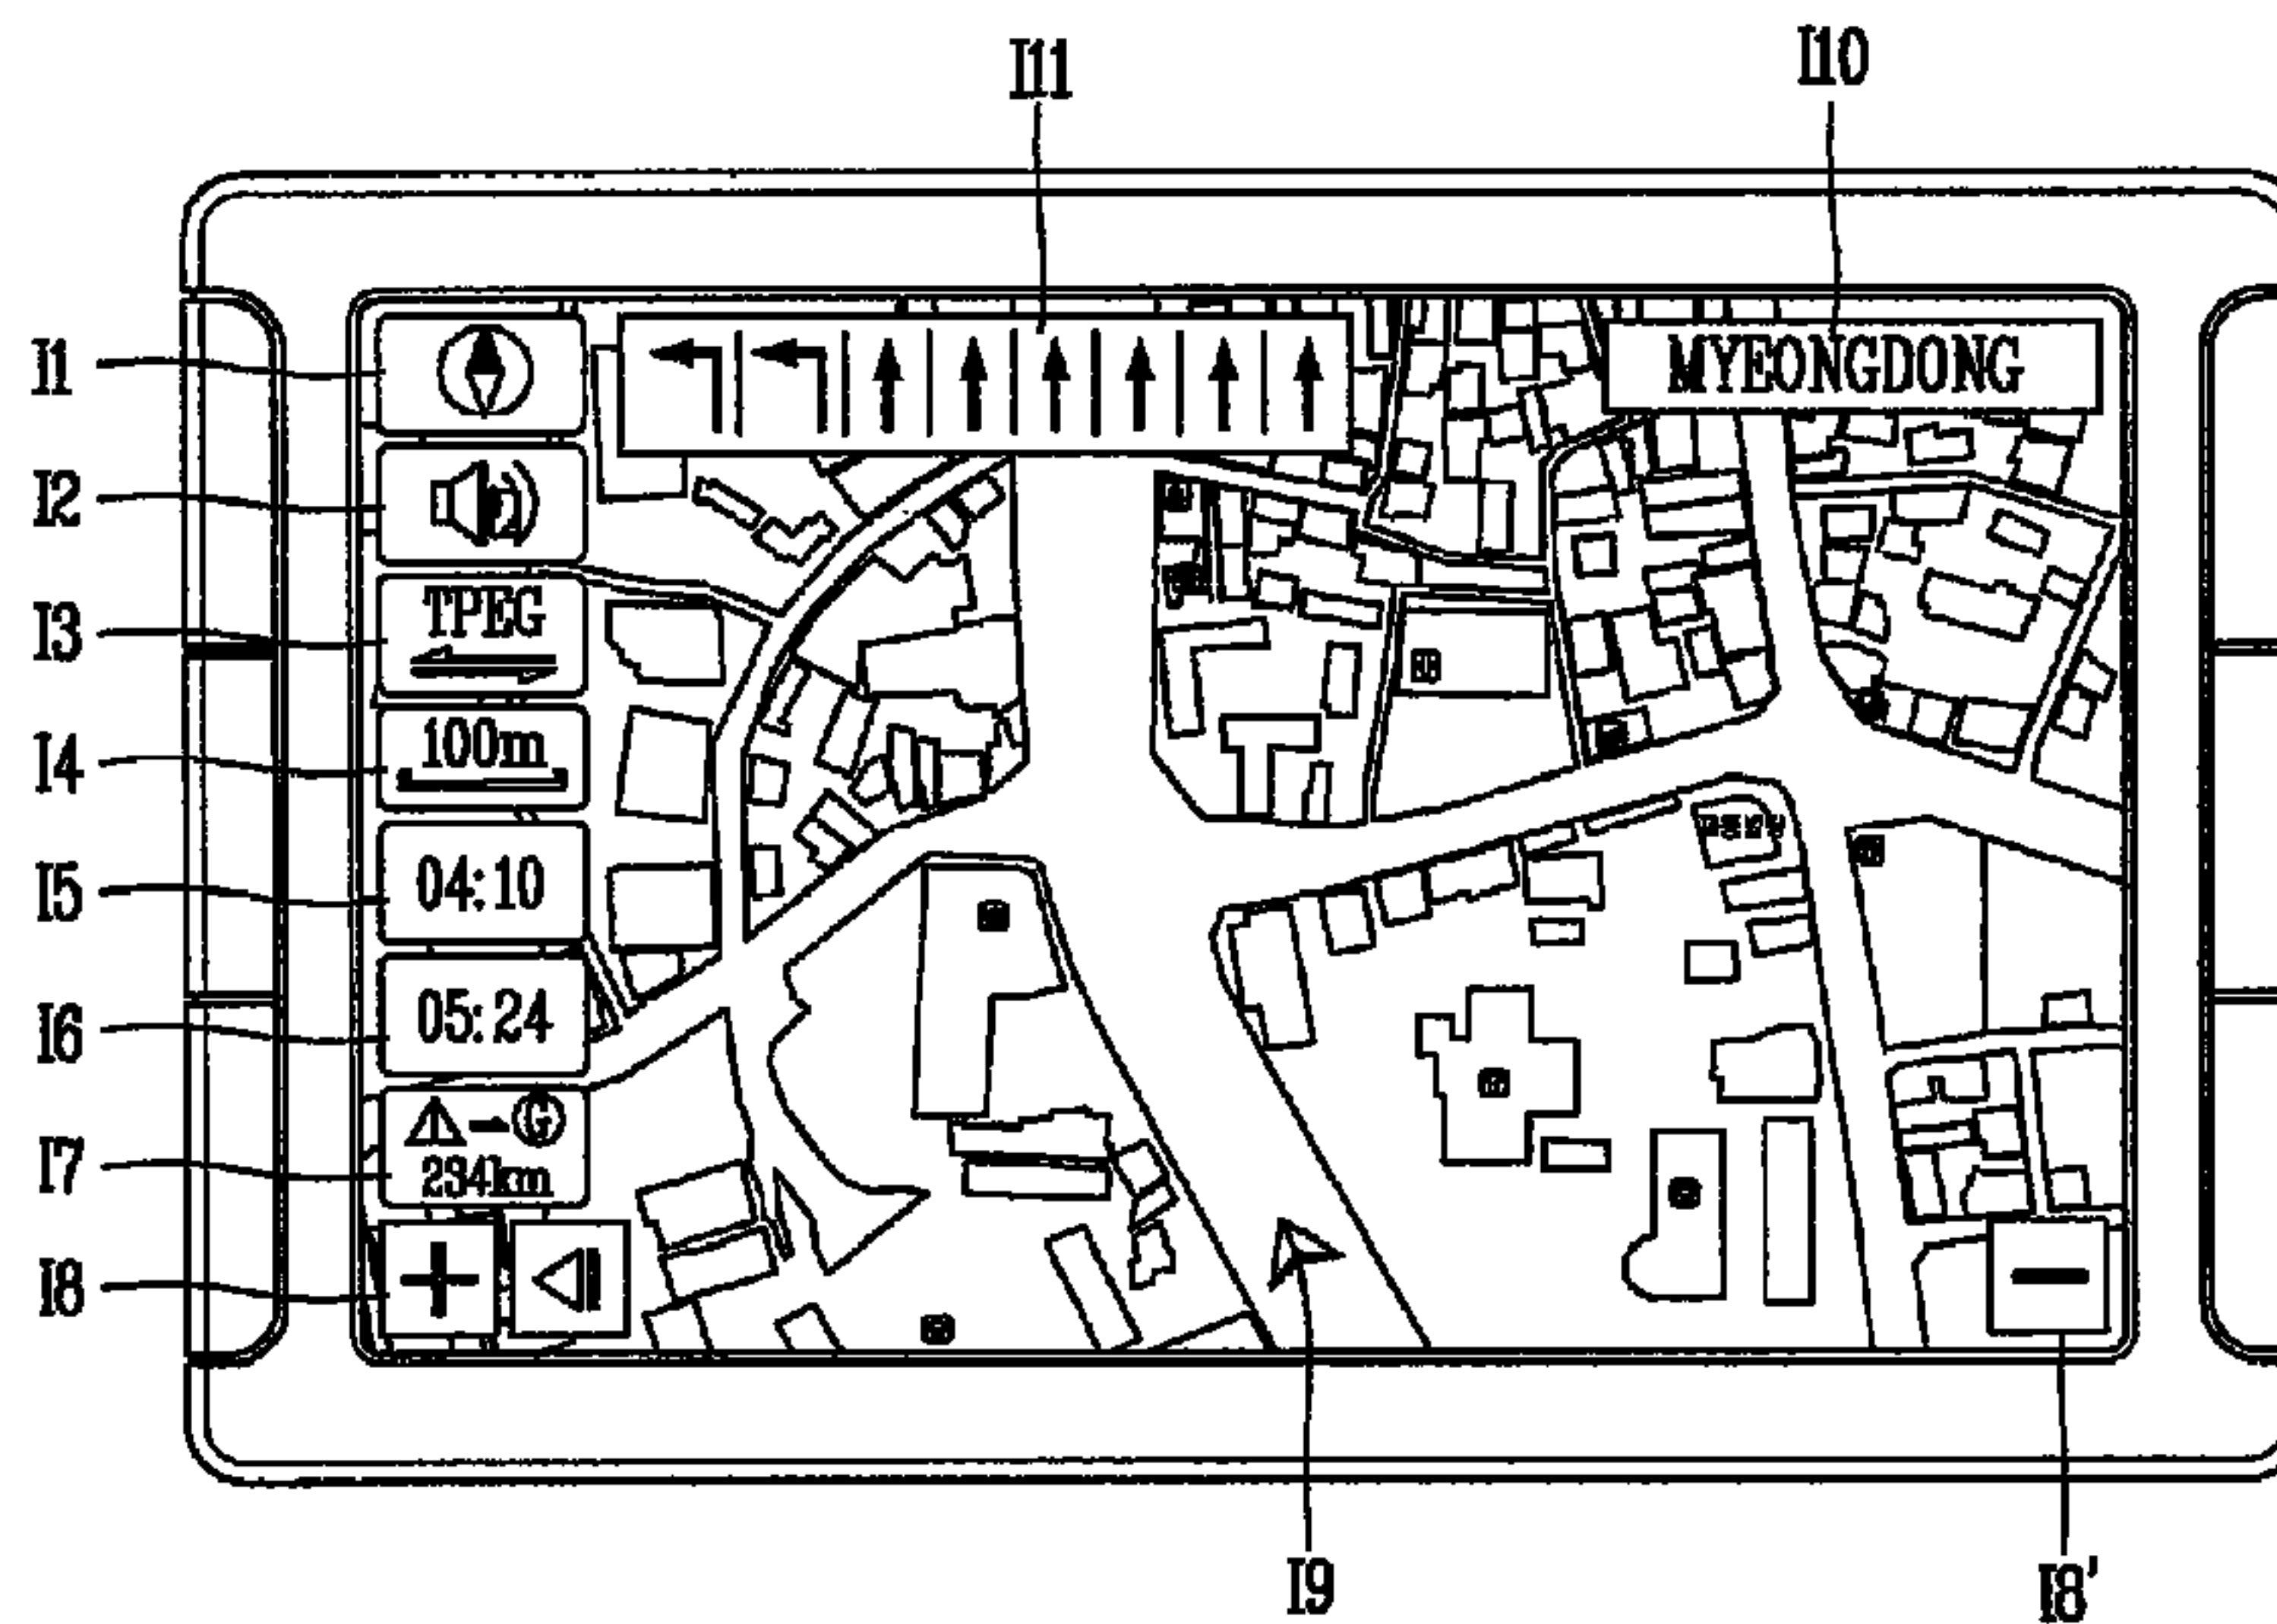 I11
I10
I1
MYEONGDONG
I2
I3
TPEG
I4
100m
I5
04:10
I6
05:24
I7
G
234km
I8
I9
I8'